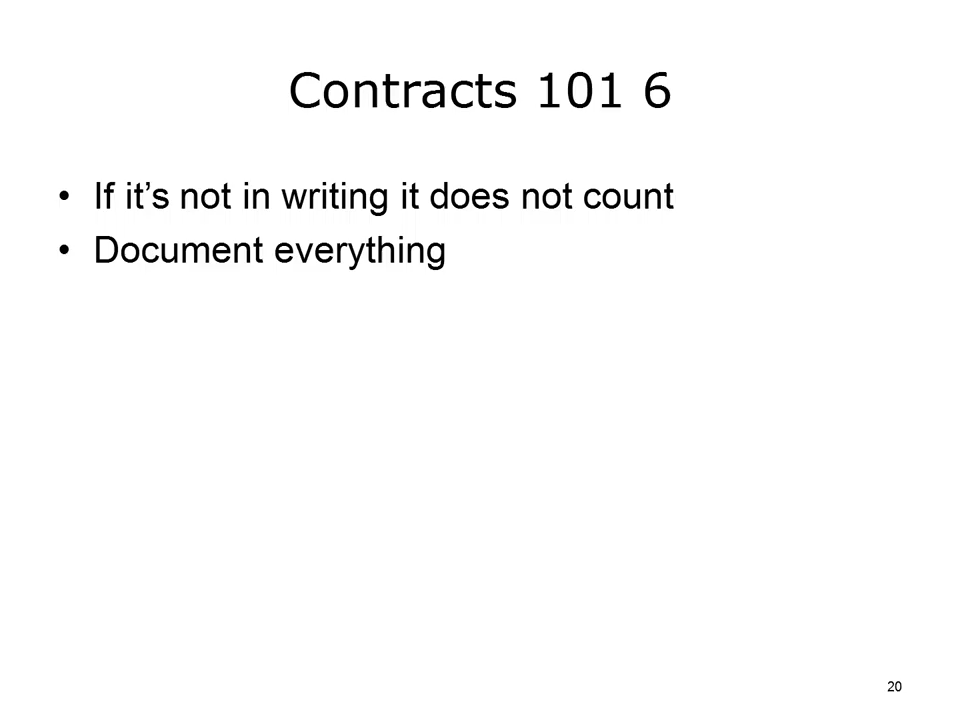 Contracts 101 6
• If it’s not in writing it does not count
• Document everything
20